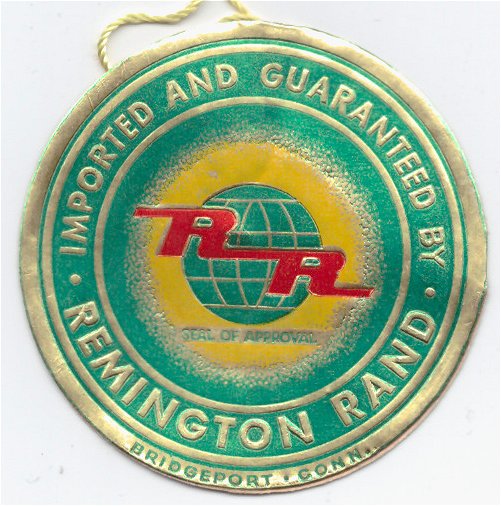 · IMPORTED AND GUARANTEED BY ·
REMINGTON RAND
BRIDGEPORT · CONN.
RR
SEAL OF APPROVAL